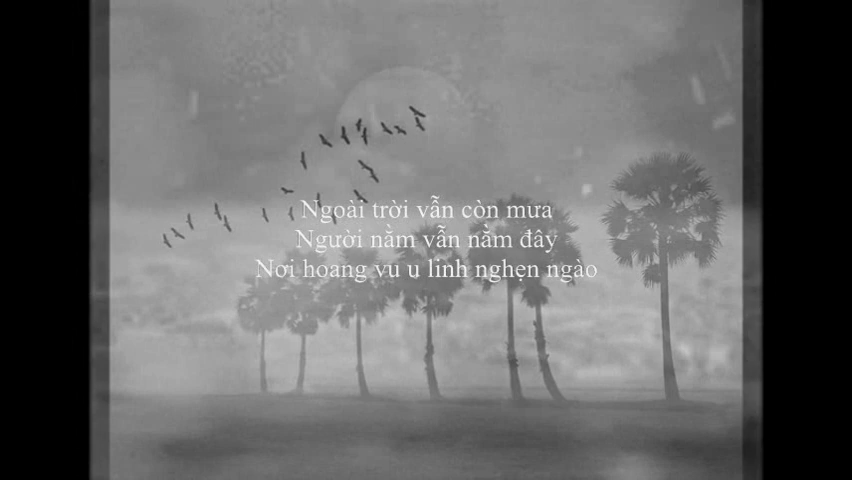 Ngoài trời vẫn còn mưa
Người nằm vẫn nằm đây
Nơi hoang vu u linh nghẹn ngào